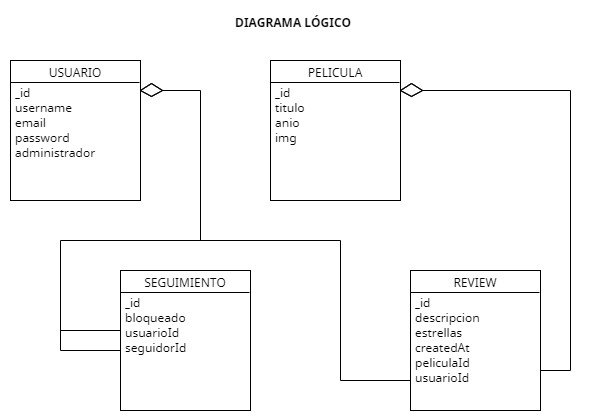 DIAGRAMA LÓGICO
USUARIO
_id
username
email
password
administrador
PELICULA
_id
titulo
anio
img
SEGUIMIENTO
_id
bloqueado
usuarioId
seguidorId
REVIEW
_id
descripcion
estrellas
createdAt
peliculaId
usuarioId